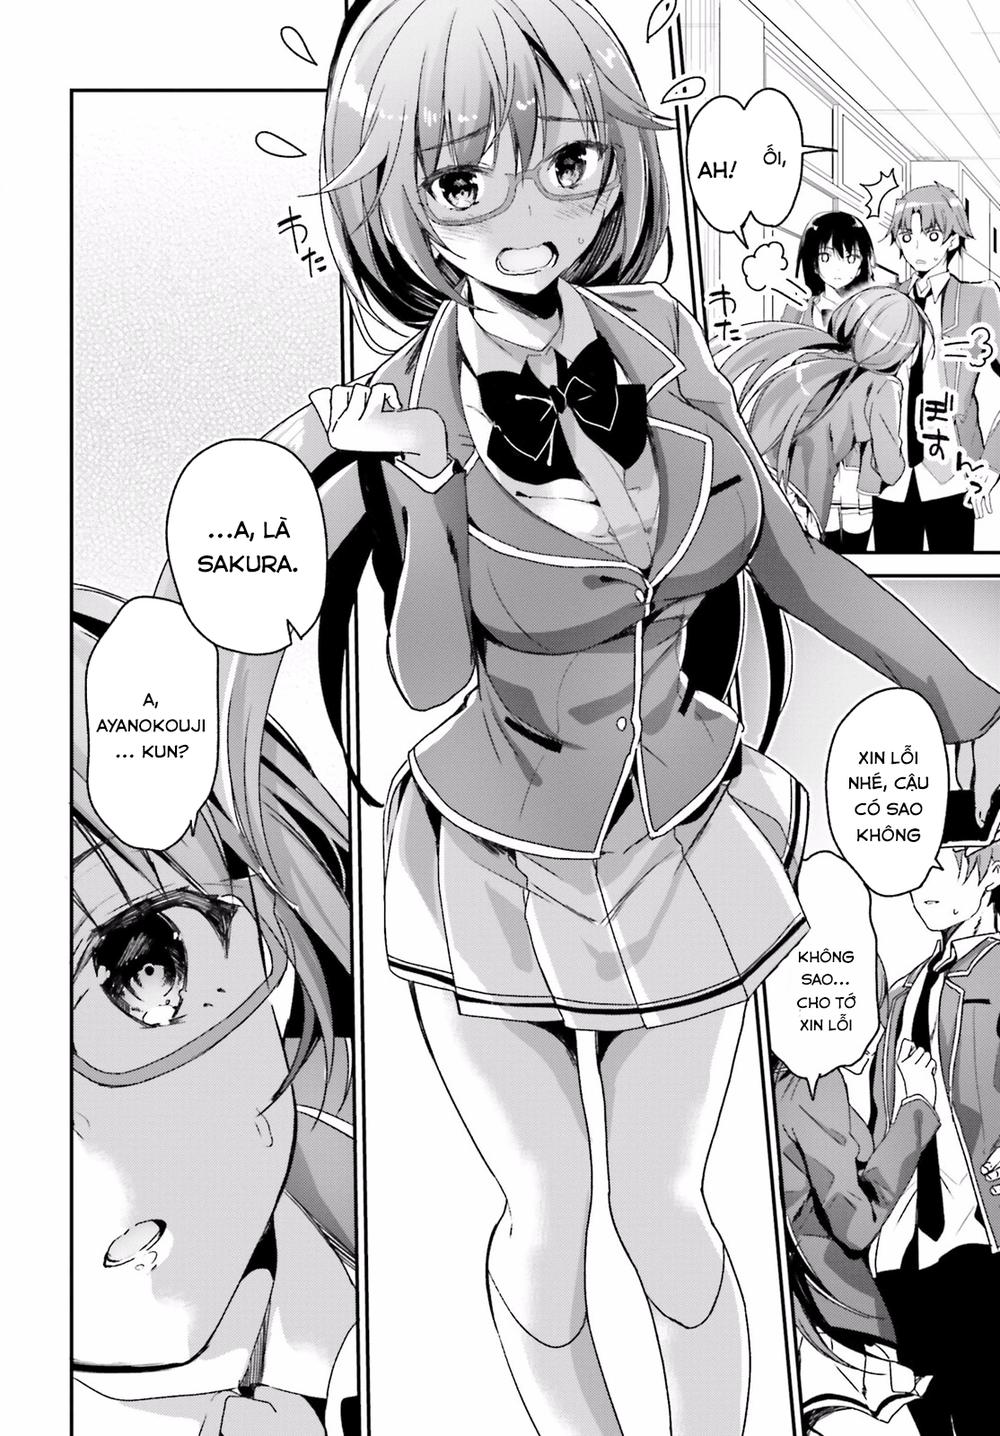 ỐI,
AH!
わた
わた
ぼすんっ
XIN LỖI
NHÉ, CẬU
CÓ SAO
KHÔNG
KHÔNG
SAO...
CHO TỚ
XIN LỖI
...A, LÀ
SAKURA.
A,
AYANOKOUJI
... KUN?